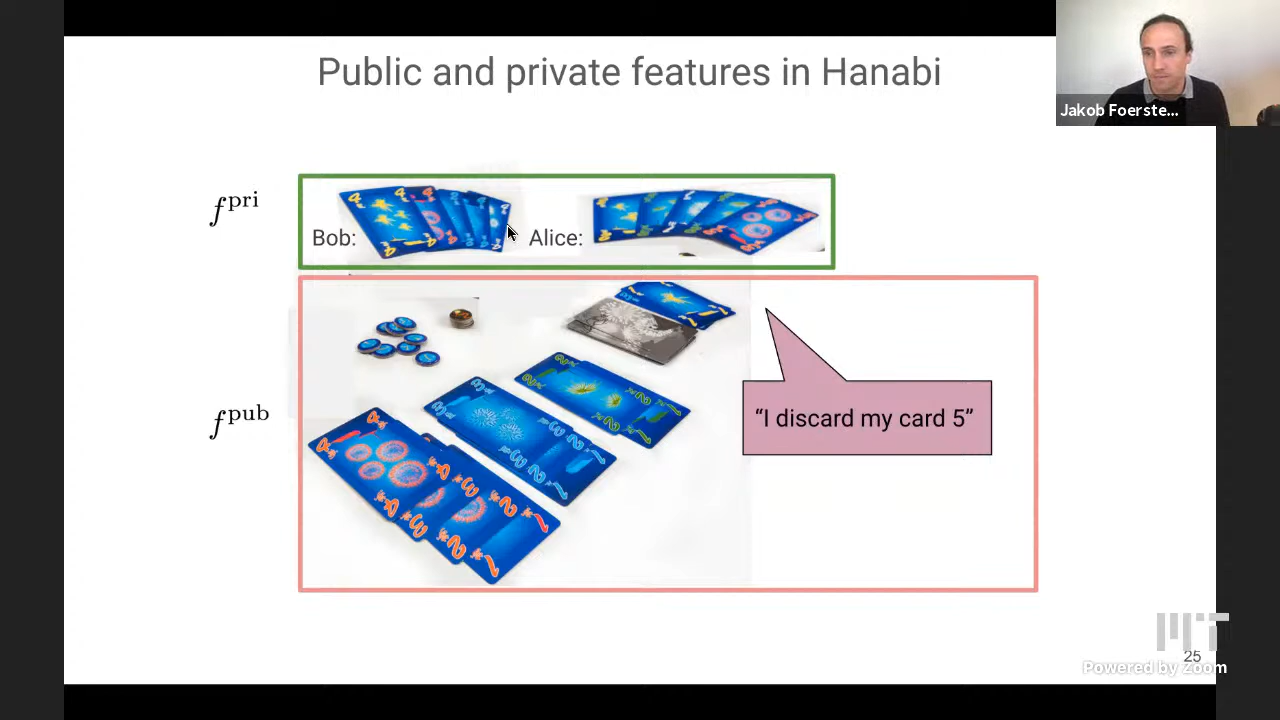 Public and private features in Hanabi
Jakob Foerste...
f^pri
Bob:
Alice:
f^pub
"I discard my card 5"
MIT
25
Powered by Zoom